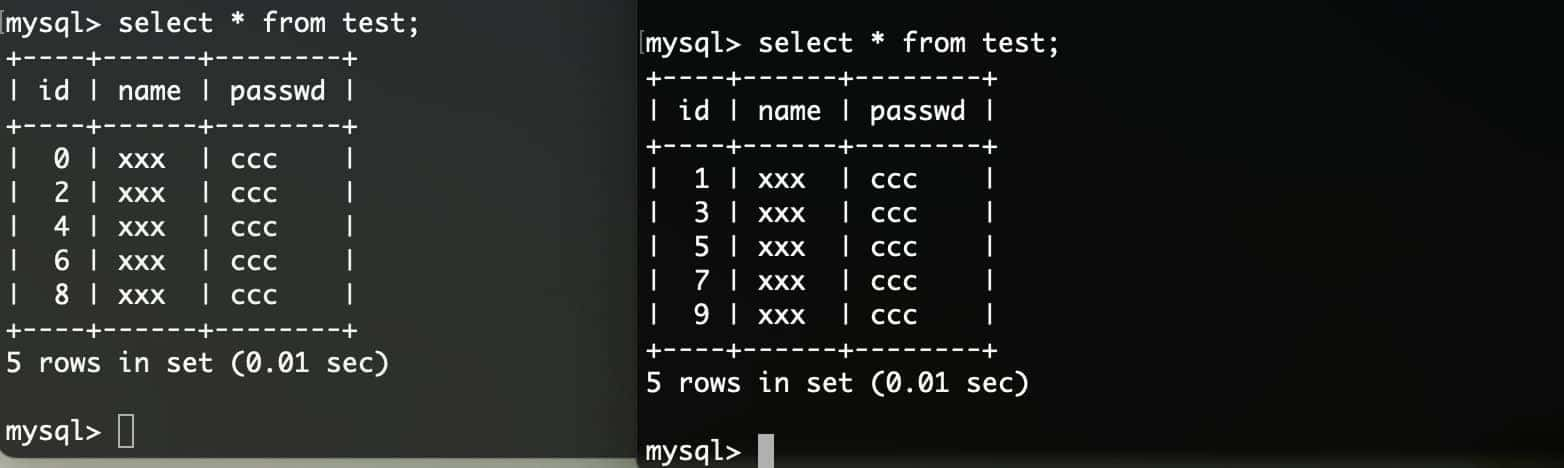 [mysql> select * from test;
+----+------+--------+
| id | name | passwd |
+----+------+--------+
|  0 | xxx  | ccc    |
|  2 | xxx  | ccc    |
|  4 | xxx  | ccc    |
|  6 | xxx  | ccc    |
|  8 | xxx  | ccc    |
+----+------+--------+
5 rows in set (0.01 sec)
mysql>
[mysql> select * from test;
+----+------+--------+
| id | name | passwd |
+----+------+--------+
|  1 | xxx  | ccc    |
|  3 | xxx  | ccc    |
|  5 | xxx  | ccc    |
|  7 | xxx  | ccc    |
|  9 | xxx  | ccc    |
+----+------+--------+
5 rows in set (0.01 sec)
mysql>